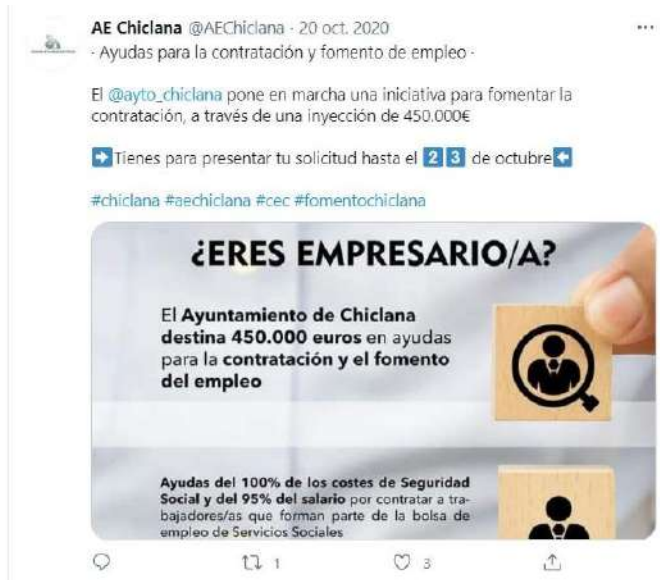 AE Chiclana @AEChiclana · 20 oct. 2020
· Ayudas para la contratación y fomento de empleo ·
El @ayto_chiclana pone en marcha una iniciativa para fomentar la
contratación, a través de una inyección de 450.000€
➡Tienes para presentar tu solicitud hasta el 2 3 de octubre⬅
#chiclana #aechiclana #cec #fomentochiclana
¿ERES EMPRESARIO/A?
El Ayuntamiento de Chiclana
destina 450.000 euros en ayudas
para la contratación y el fomento
del empleo
Ayudas del 100% de los costes de Seguridad
Social y del 95% del salario por contratar a tra-
bajadores/as que forman parte de la bolsa de
empleo de Servicios Sociales
1
3